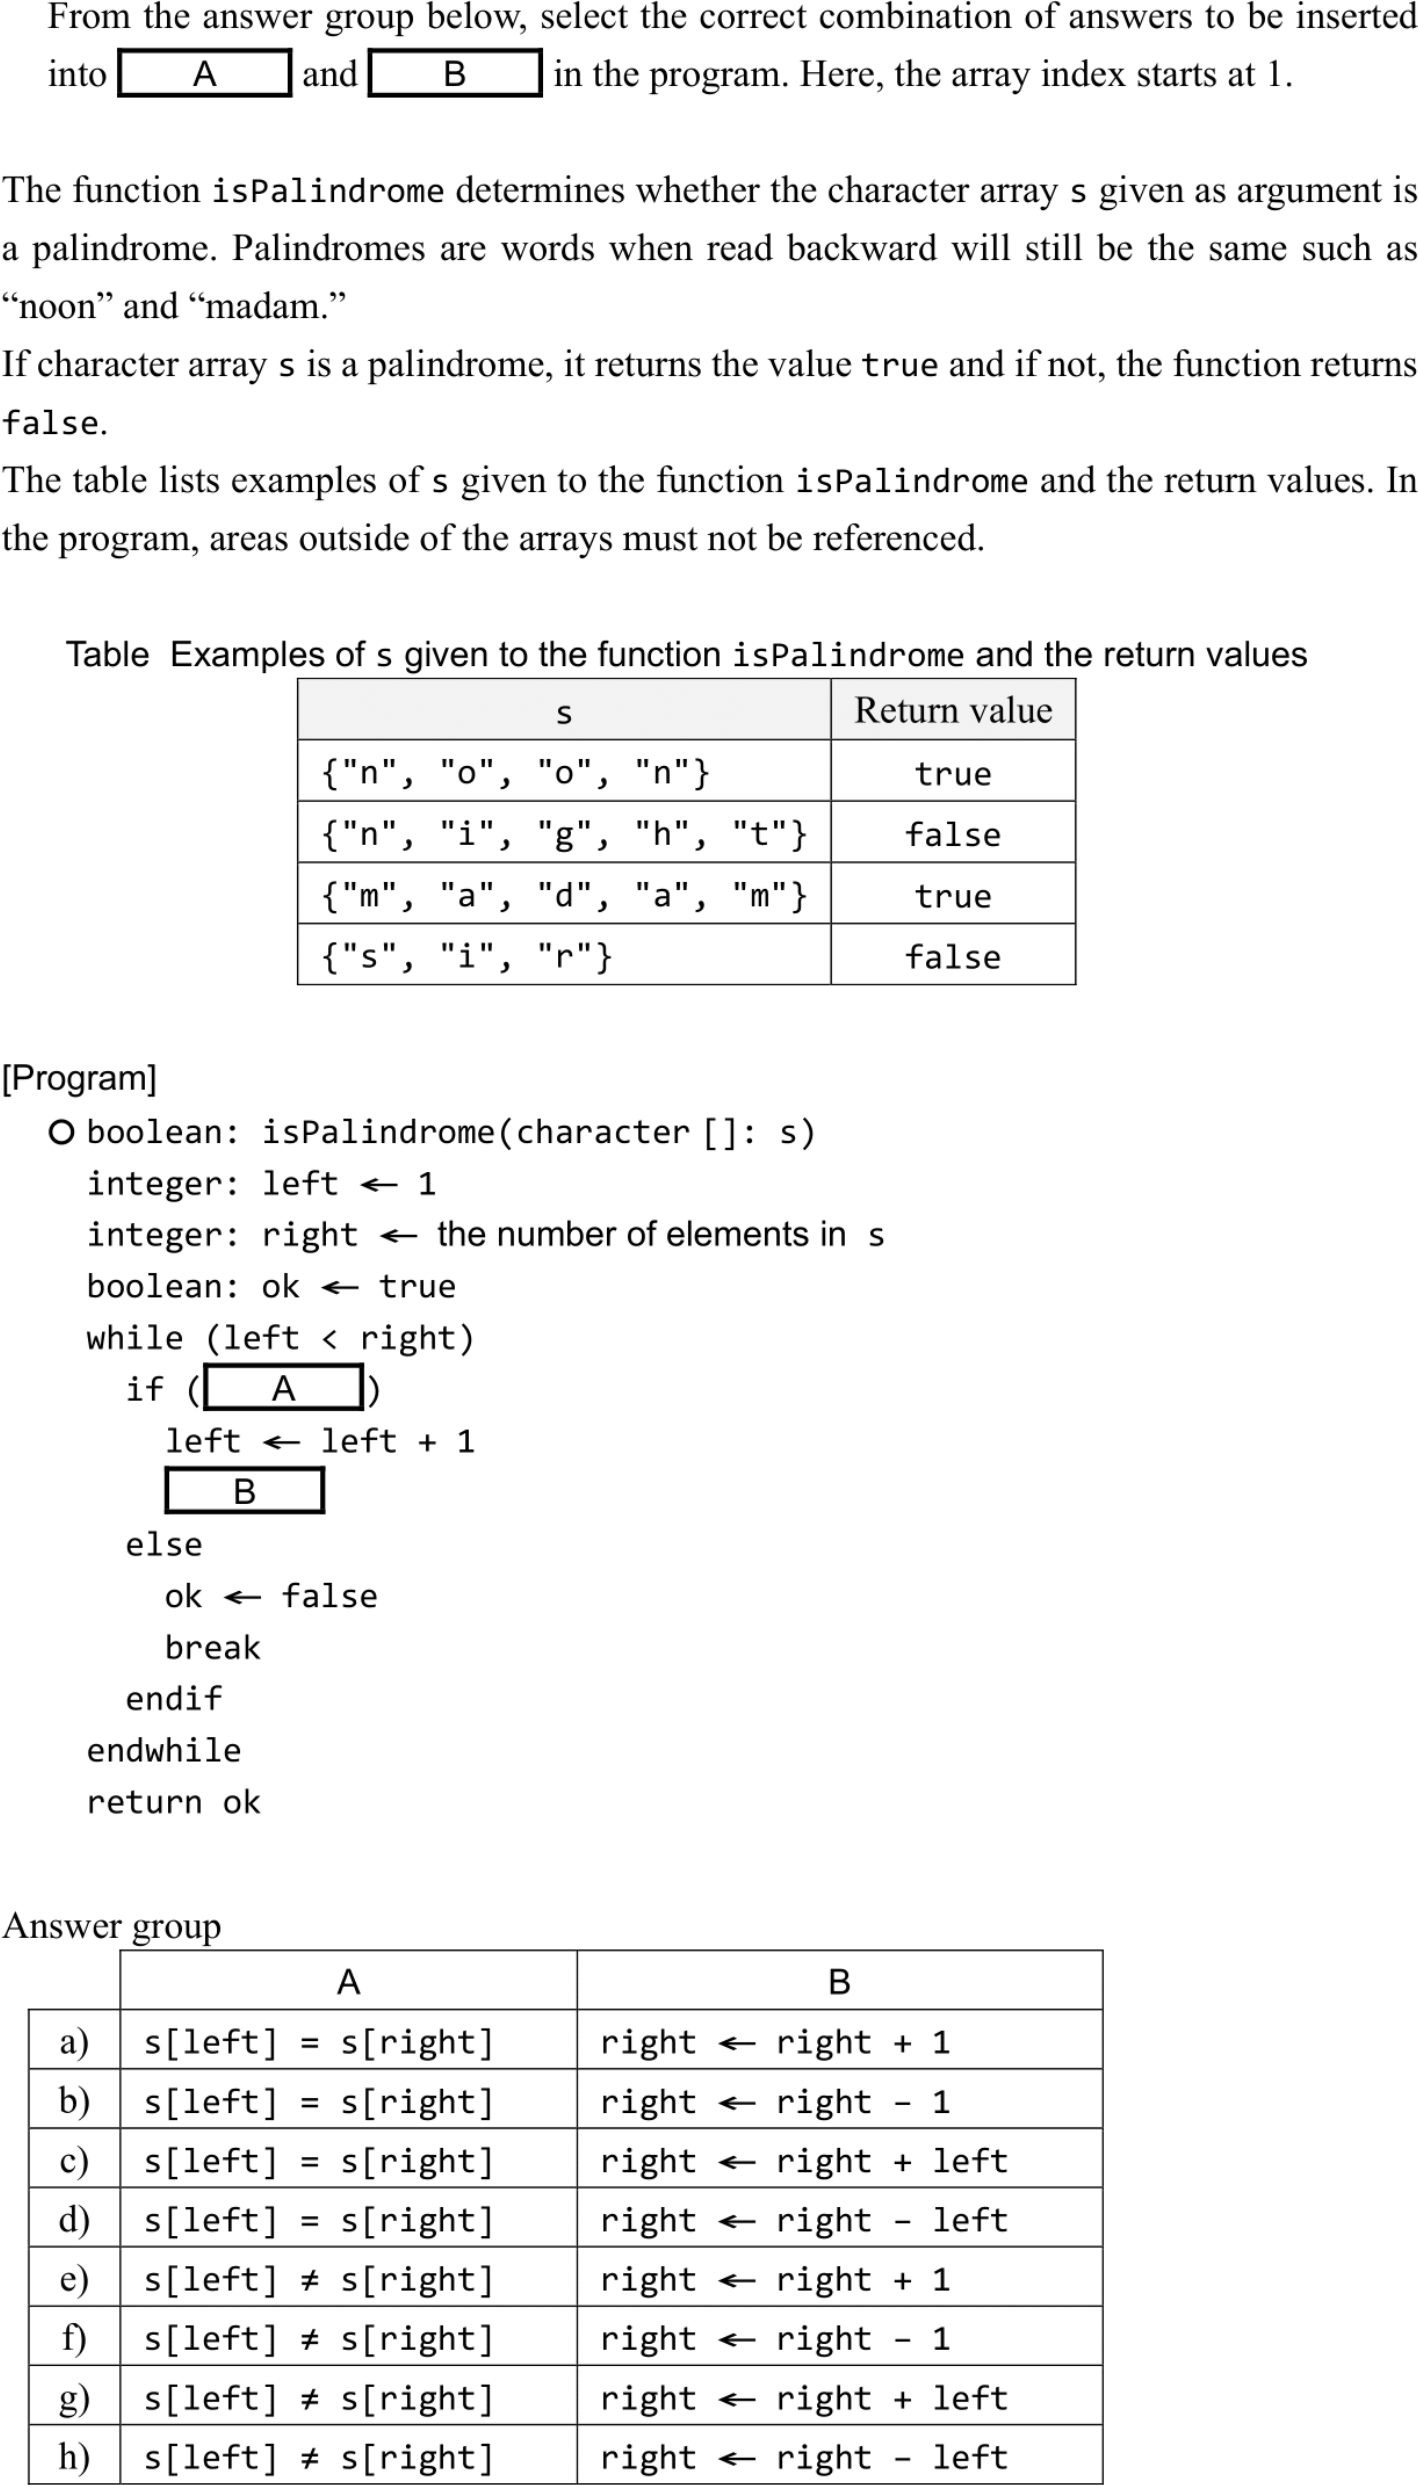 From the answer group below, select the correct combination of answers to be inserted
into A and B in the program. Here, the array index starts at 1.
The function isPalindrome determines whether the character array s given as argument is
a palindrome. Palindromes are words when read backward will still be the same such as
“noon” and “madam.”
If character array s is a palindrome, it returns the value true and if not, the function returns
false.
The table lists examples of s given to the function isPalindrome and the return values. In
the program, areas outside of the arrays must not be referenced.
Table Examples of s given to the function isPalindrome and the return values
s Return value
{"n", "o", "o", "n"} true
{"n", "i", "g", "h", "t"} false
{"m", "a", "d", "a", "m"} true
{"s", "i", "r"} false
[Program]
○ boolean: isPalindrome(character []: s)
integer: left ← 1
integer: right ← the number of elements in s
boolean: ok ← true
while (left < right)
if ( A )
left ← left + 1
B
else
ok ← false
break
endif
endwhile
return ok
Answer group
A B
a) s[left] = s[right] right ← right + 1
b) s[left] = s[right] right ← right – 1
c) s[left] = s[right] right ← right + left
d) s[left] = s[right] right ← right – left
e) s[left] ≠ s[right] right ← right + 1
f) s[left] ≠ s[right] right ← right – 1
g) s[left] ≠ s[right] right ← right + left
h) s[left] ≠ s[right] right ← right – left